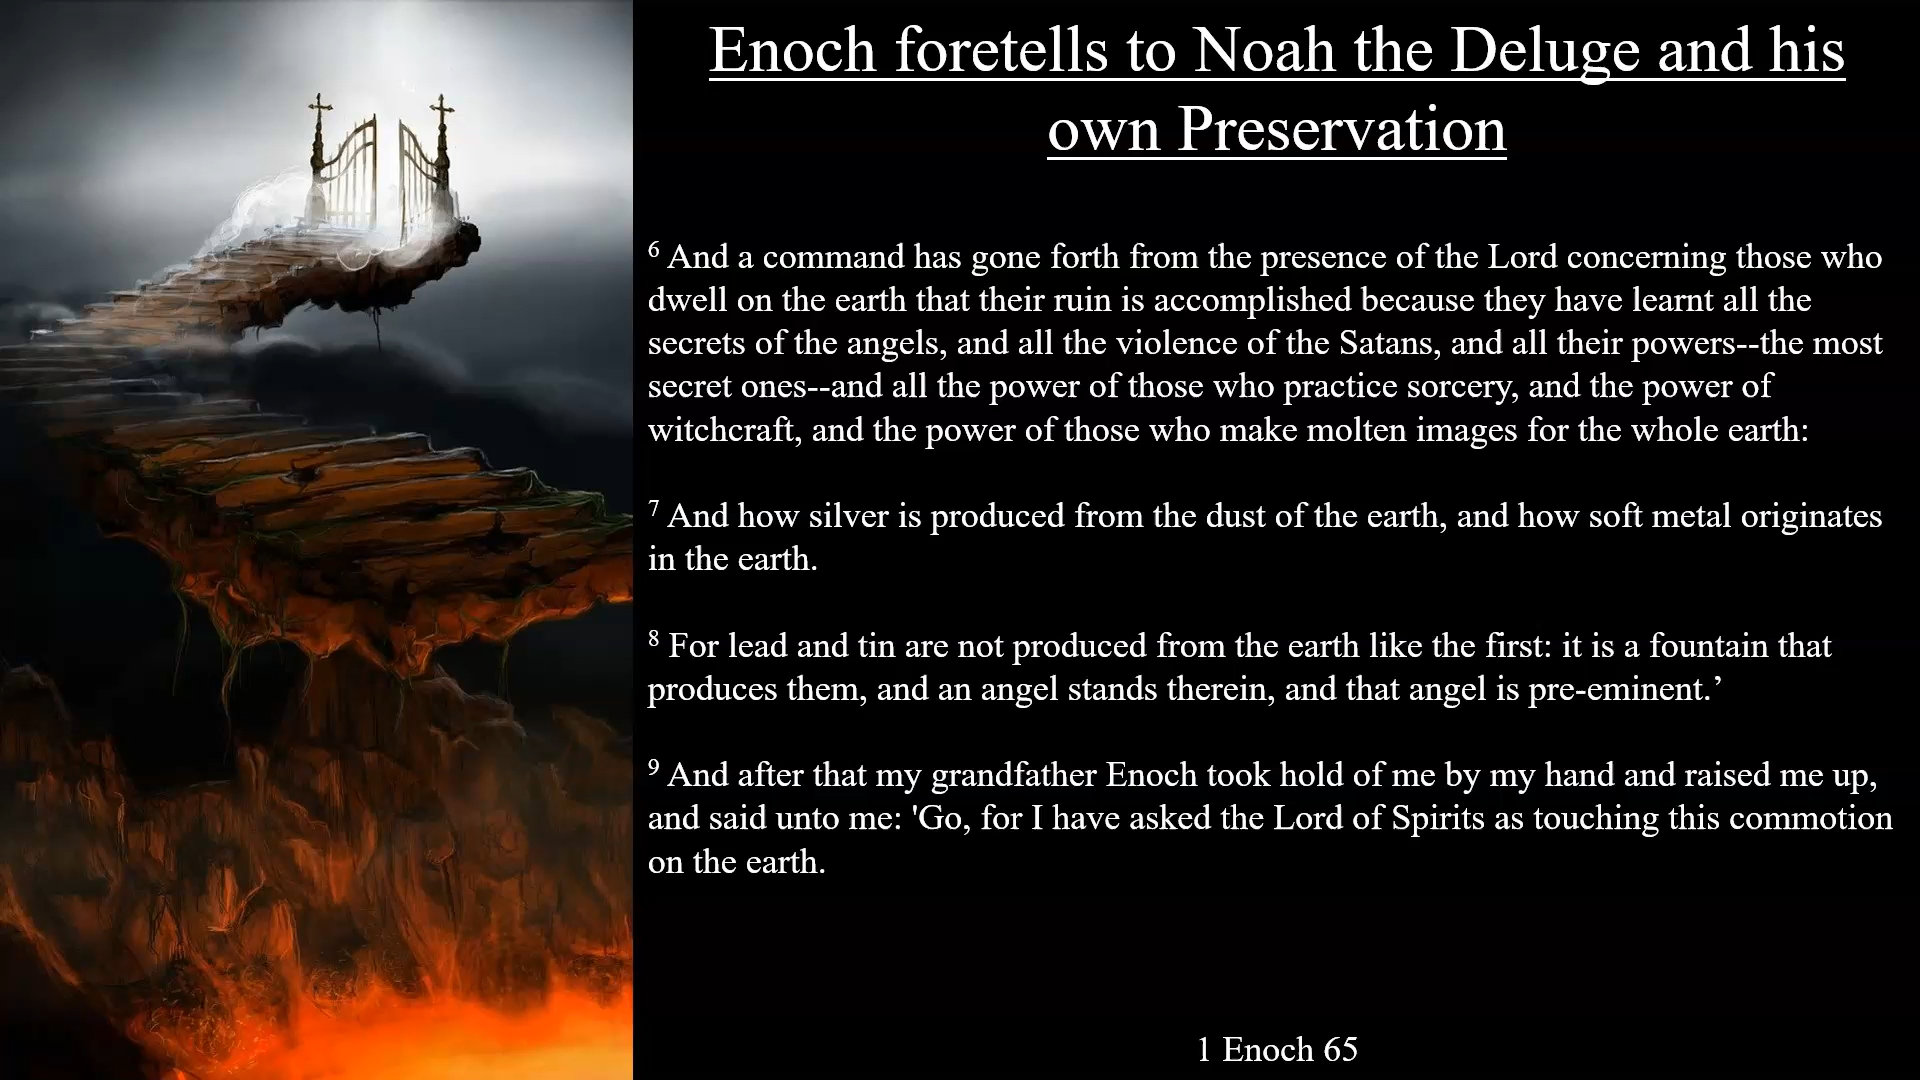 Enoch foretells to Noah the Deluge and his
own Preservation
6 And a command has gone forth from the presence of the Lord concerning those who
dwell on the earth that their ruin is accomplished because they have learnt all the
secrets of the angels, and all the violence of the Satans, and all their powers--the most
secret ones--and all the power of those who practice sorcery, and the power of
witchcraft, and the power of those who make molten images for the whole earth:
7 And how silver is produced from the dust of the earth, and how soft metal originates
in the earth.
8 For lead and tin are not produced from the earth like the first: it is a fountain that
produces them, and an angel stands therein, and that angel is pre-eminent.’
9 And after that my grandfather Enoch took hold of me by my hand and raised me up,
and said unto me: 'Go, for I have asked the Lord of Spirits as touching this commotion
on the earth.
1 Enoch 65